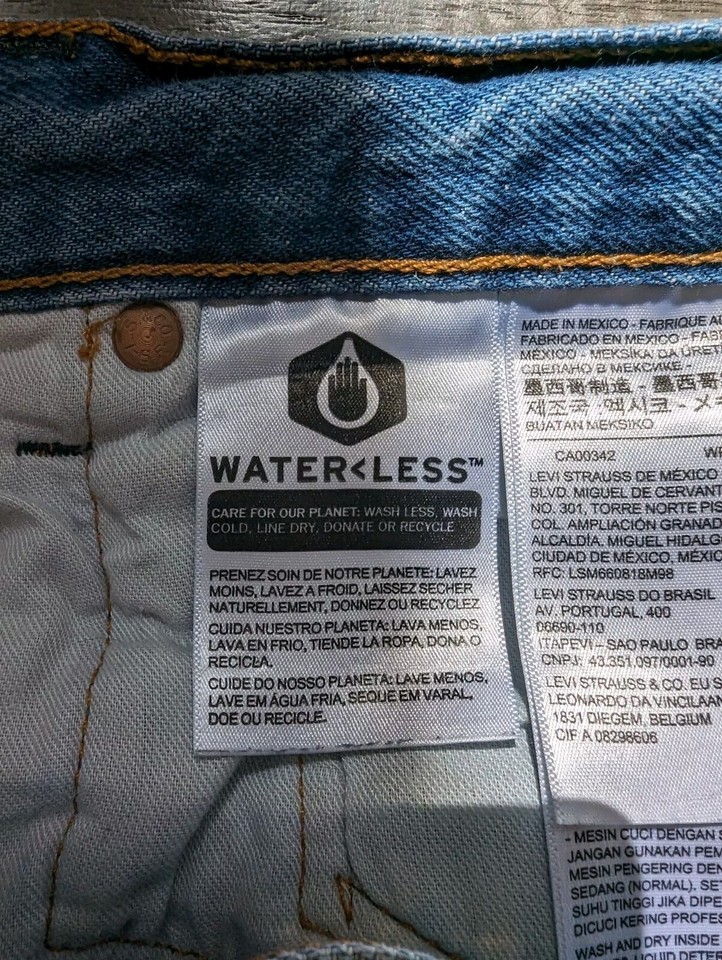 WATER<LESS™
CARE FOR OUR PLANET: WASH LESS, WASH
COLD, LINE DRY, DONATE OR RECYCLE
PRENEZ SOIN DE NOTRE PLANETE: LAVEZ
MOINS, LAVEZ A FROID, LAISSEZ SECHER
NATURELLEMENT, DONNEZ OU RECYCLEZ
CUIDA NUESTRO PLANETA: LAVA MENOS,
LAVA EN FRIO, TIENDE LA ROPA, DONA O
RECICLA.
CUIDE DO NOSSO PLANETA: LAVE MENOS,
LAVE EM ÁGUA FRIA, SEQUE EM VARAL,
DOE OU RECICLE.
MADE IN MEXICO - FABRIQUE
FABRICADO EN MEXICO - FAB
MÉXICO - MEKSİKA'DA ÜRET
СДЕЛАНО В МЕКСИКЕ -
墨西哥制造 - 墨西哥
제조국 멕시코 - メ
BUATAN MEKSIKO
CA00342
LEVI STRAUSS DE MÉXICO
BLVD. MIGUEL DE CERVANT
NO. 301, TORRE NORTE PIS
COL. AMPLIACIÓN GRANAD
ALCALDÍA. MIGUEL HIDALG
CIUDAD DE MÉXICO, MÉXIC
RFC: LSM660818M98
LEVI STRAUSS DO BRASIL
AV. PORTUGAL, 400
06690-110
ITAPEVI – SAO PAULO BRA
CNPJ: 43.351.097/0001-90
LEVI STRAUSS & CO. EU S
LEONARDO DA VINCILAAN
1831 DIEGEM, BELGIUM
CIF A 08298606
- MESIN CUCI DENGAN S
JANGAN GUNAKAN PEM
MESIN PENGERING DEN
SEDANG (NORMAL). SET
SUHU TINGGI JIKA DIPE
DICUCI KERING PROFES
WASH AND DRY INSIDE